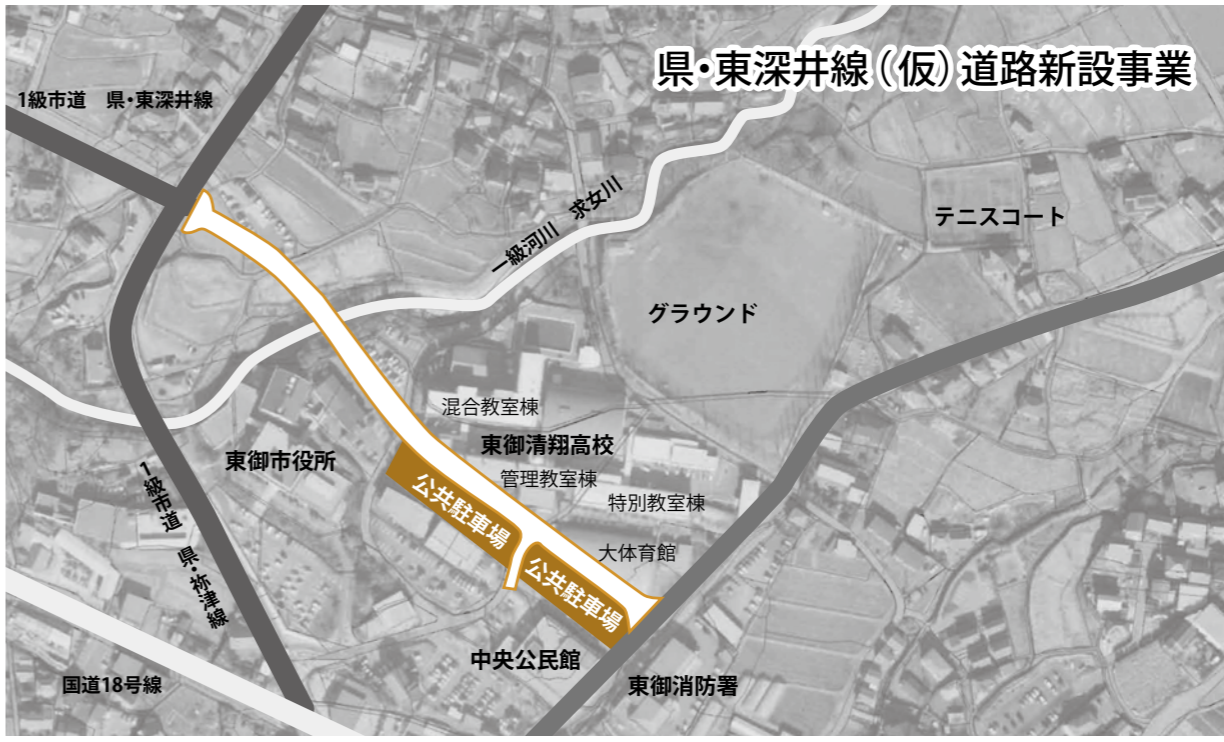 県・東深井線（仮）道路新設事業
1級市道　県・東深井線
一級河川　求女川
テニスコート
グラウンド
混合教室棟
東御清翔高校
東御市役所
管理教室棟
特別教室棟
公共駐車場
大体育館
公共駐車場
1級市道　県・祢津線
中央公民館
国道18号線
東御消防署